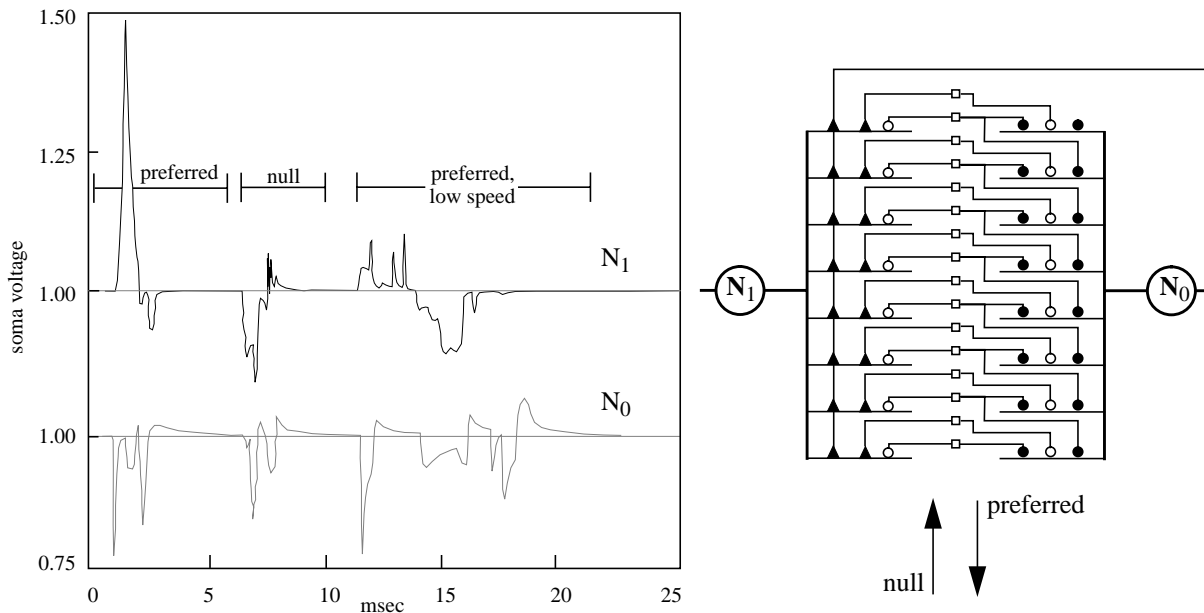 1.50
1.25
1.00
1.00
0.75
soma voltage
preferred
null
preferred,
low speed
N1
N0
0
5
10
15
20
25
msec
N1
N0
preferred
null